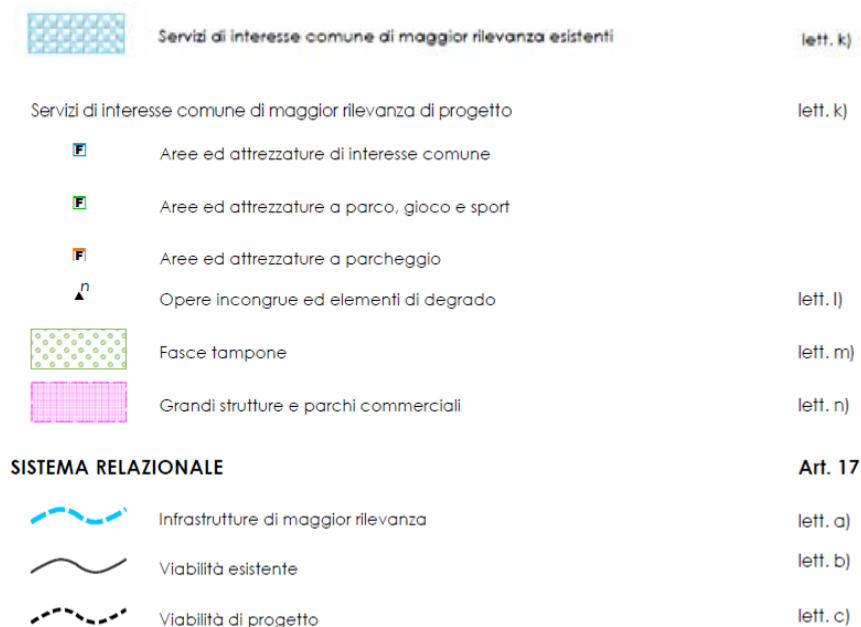 Servizi di interesse comune di maggior rilevanza esistenti lett. k)
Servizi di interesse comune di maggior rilevanza di progetto lett. k)
F Aree ed attrezzature di interesse comune
F Aree ed attrezzature a parco, gioco e sport
F Aree ed attrezzature a parcheggio
n Opere incongrue ed elementi di degrado lett. l)
Fasce tampone lett. m)
Grandi strutture e parchi commerciali lett. n)
SISTEMA RELAZIONALE Art. 17
Infrastrutture di maggior rilevanza lett. a)
Viabilità esistente lett. b)
Viabilità di progetto lett. c)